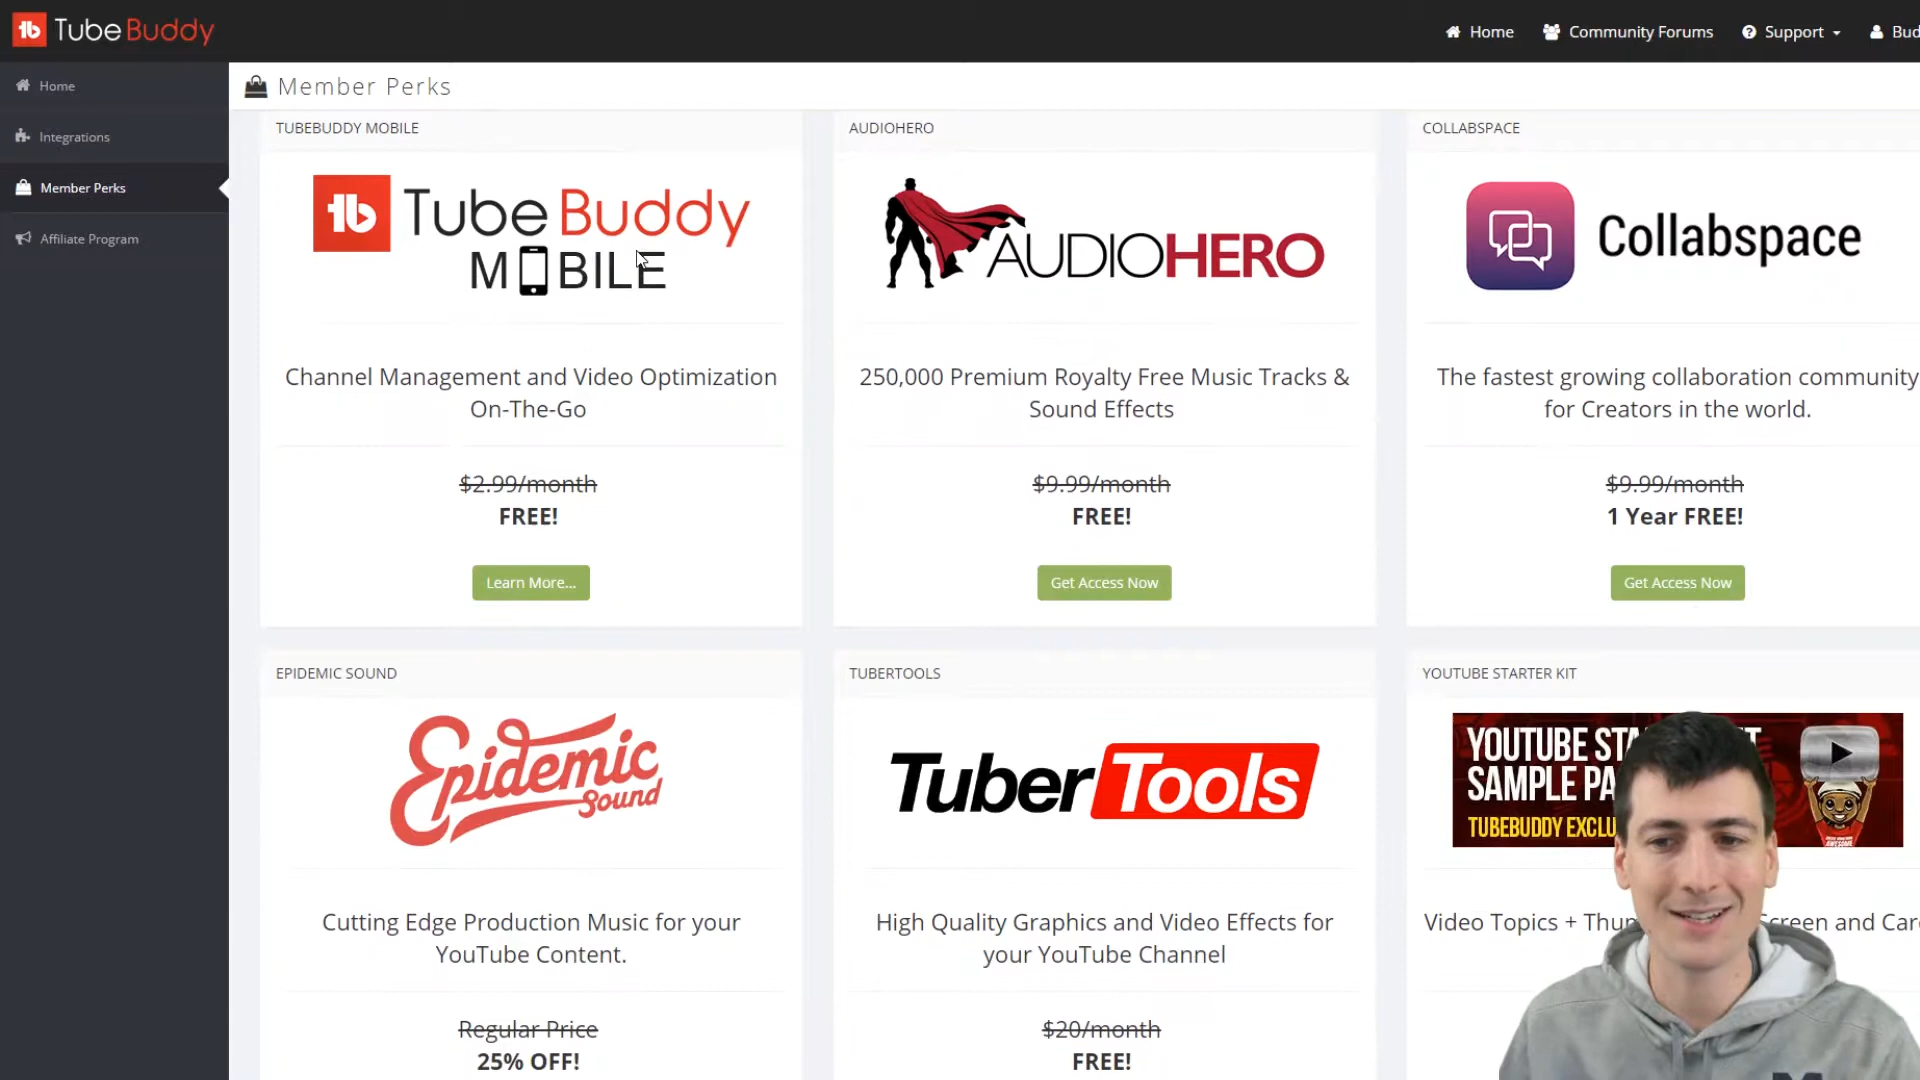 TubeBuddy
Home
Community Forums
Support
Home
Integrations
Member Perks
Affiliate Program
Member Perks
TUBEBUDDY MOBILE
TubeBuddy
MOBILE
Channel Management and Video Optimization
On-The-Go
$2.99/month
FREE!
Learn More...
AUDIOHERO
AUDIOHERO
250,000 Premium Royalty Free Music Tracks &
Sound Effects
$9.99/month
FREE!
Get Access Now
COLLABSPACE
Collabspace
The fastest growing collaboration community
for Creators in the world.
$9.99/month
1 Year FREE!
Get Access Now
EPIDEMIC SOUND
Epidemic
Sound
Cutting Edge Production Music for your
YouTube Content.
Regular Price
25% OFF!
TUBERTOOLS
TuberTools
High Quality Graphics and Video Effects for
your YouTube Channel
$20/month
FREE!
YOUTUBE STARTER KIT
YOUTUBE
TUBEBUDDY
AWESOME
Video Topics +